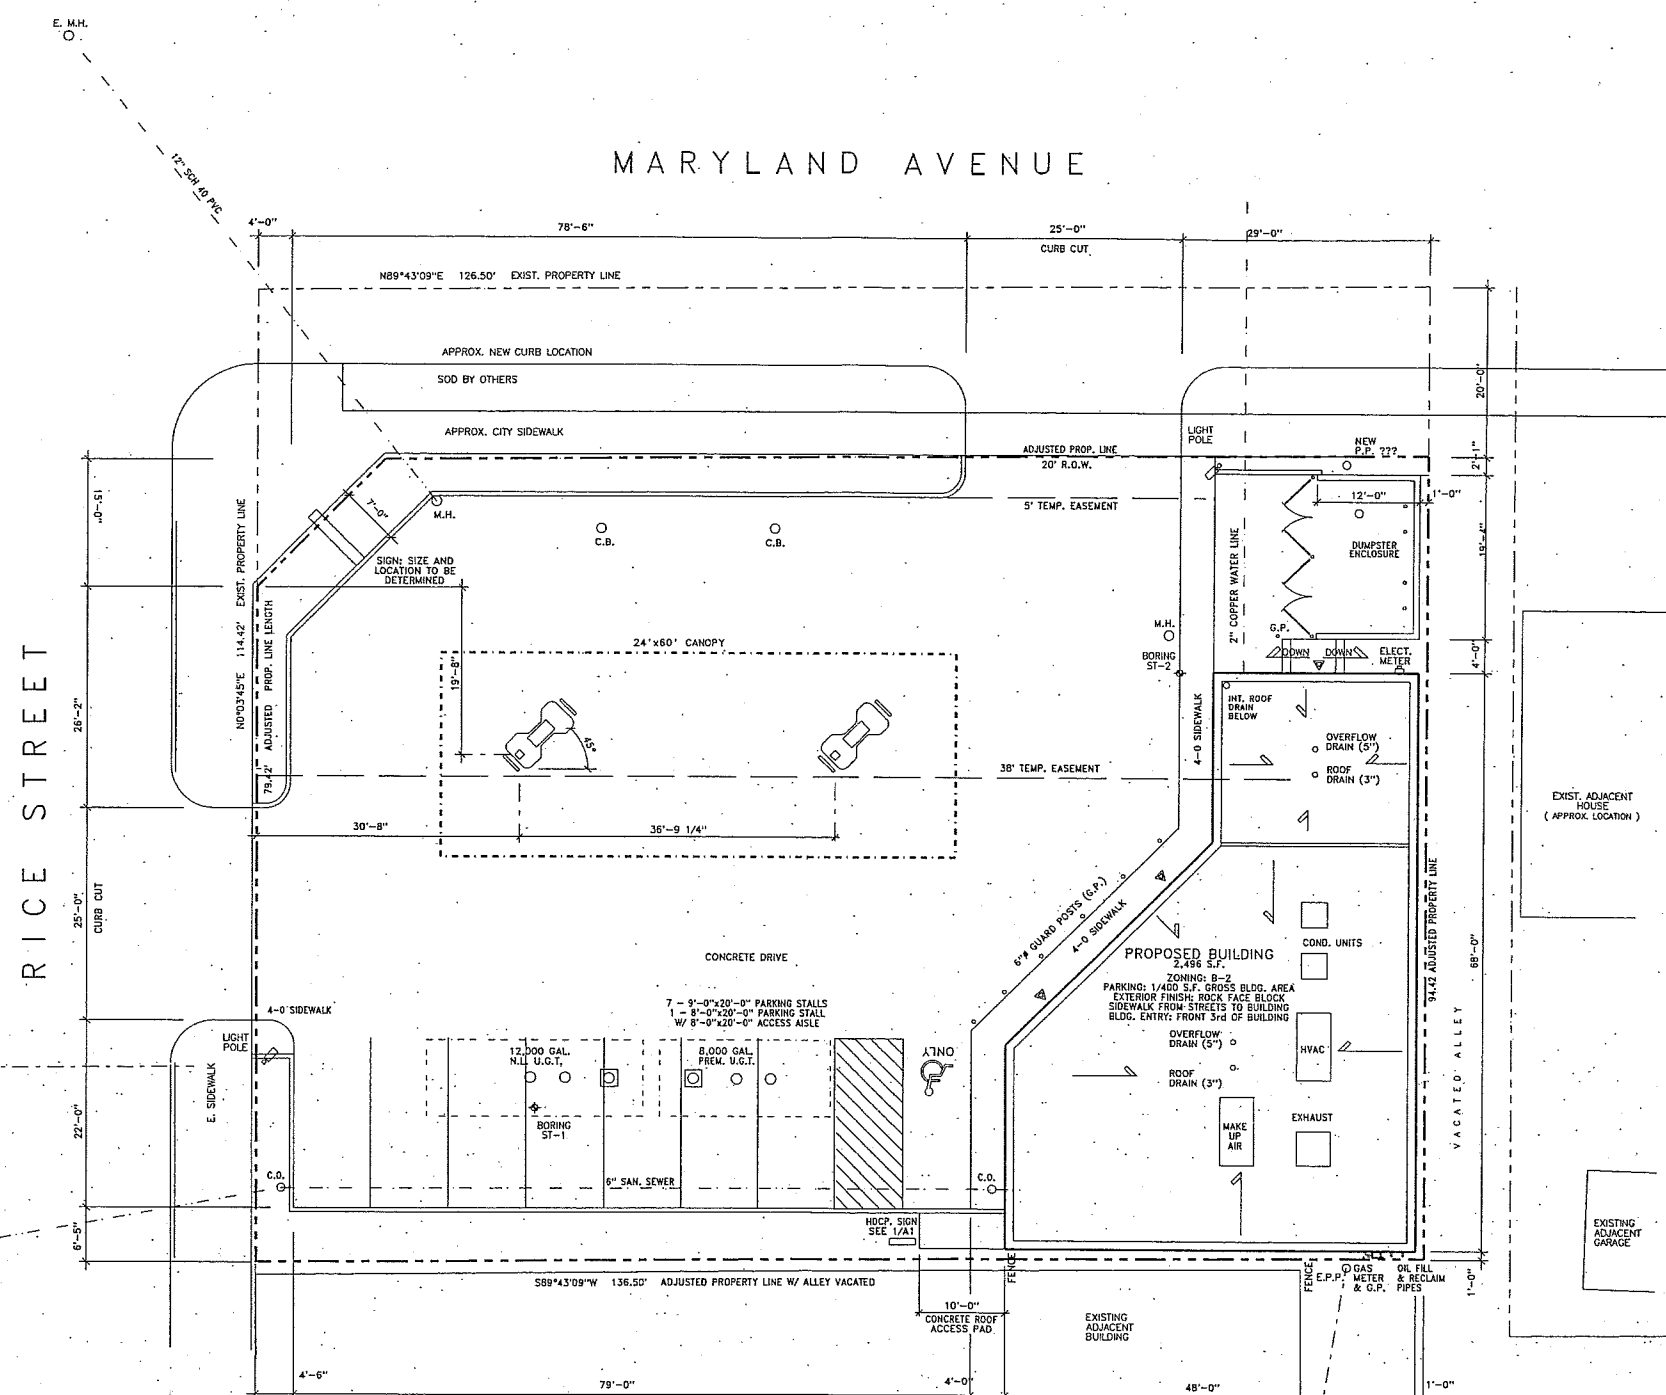 E. M.H.
12" SCH 40 PVC
MARYLAND AVENUE
4'-0"
78'-6"
25'-0"
CURB CUT
29'-0"
N89°43'09"E 126.50' EXIST. PROPERTY LINE
APPROX. NEW CURB LOCATION
SOD BY OTHERS
APPROX. CITY SIDEWALK
LIGHT
POLE
ADJUSTED PROP. LINE
20' R.O.W.
NEW
P.P. ???
20'-0"
2'-1"
15'-0"
7'-0"
M.H.
C.B.
C.B.
5' TEMP. EASEMENT
12'-0"
1'-0"
DUMPSTER
ENCLOSURE
19'-2"
2" COPPER WATER LINE
SIGN: SIZE AND
LOCATION TO BE
DETERMINED
N0°03'45"E 114.42' EXIST. PROPERTY LINE
79.42' ADJUSTED PROP. LINE LENGTH
24'x60' CANOPY
19'-8"
45°
M.H.
BORING
ST-2
G.P.
DOWN
DOWN
ELECT.
METER
4'-0"
26'-2"
RICE STREET
4-0 SIDEWALK
INT. ROOF
DRAIN
BELOW
OVERFLOW
DRAIN (5")
ROOF
DRAIN (3")
38' TEMP. EASEMENT
30'-8"
36'-9 1/4"
EXIST. ADJACENT
HOUSE
( APPROX. LOCATION )
25'-0"
CURB CUT
6"ø GUARD POSTS (G.P.)
4-0 SIDEWALK
CONCRETE DRIVE
COND. UNITS
PROPOSED BUILDING
2,496 S.F.
ZONING: B-2
PARKING: 1/400 S.F. GROSS BLDG. AREA
EXTERIOR FINISH: ROCK FACE BLOCK
SIDEWALK FROM STREETS TO BUILDING
BLDG. ENTRY: FRONT 3rd OF BUILDING
94.42 ADJUSTED PROPERTY LINE
68'-0"
VACATED ALLEY
7 - 9'-0"x20'-0" PARKING STALLS
1 - 8'-0"x20'-0" PARKING STALL
W/ 8'-0"x20'-0" ACCESS AISLE
4-0 SIDEWALK
LIGHT
POLE
E. SIDEWALK
12,000 GAL.
N.L. U.G.T.
8,000 GAL.
PREM. U.G.T.
ONLY
OVERFLOW
DRAIN (5")
ROOF
DRAIN (3")
HVAC
22'-0"
BORING
ST-1
MAKE
UP
AIR
EXHAUST
C.O.
6" SAN. SEWER
C.O.
6'-5"
HDCP. SIGN
SEE 1/A1
EXISTING
ADJACENT
GARAGE
S89°43'09"W 136.50' ADJUSTED PROPERTY LINE W/ ALLEY VACATED
FENCE
FENCE
E.P.P.
GAS
METER
& G.P.
OIL FILL
& RECLAIM
PIPES
1'-0"
10'-0"
CONCRETE ROOF
ACCESS PAD
EXISTING
ADJACENT
BUILDING
4'-6"
79'-0"
4'-0"
48'-0"
1'-0"